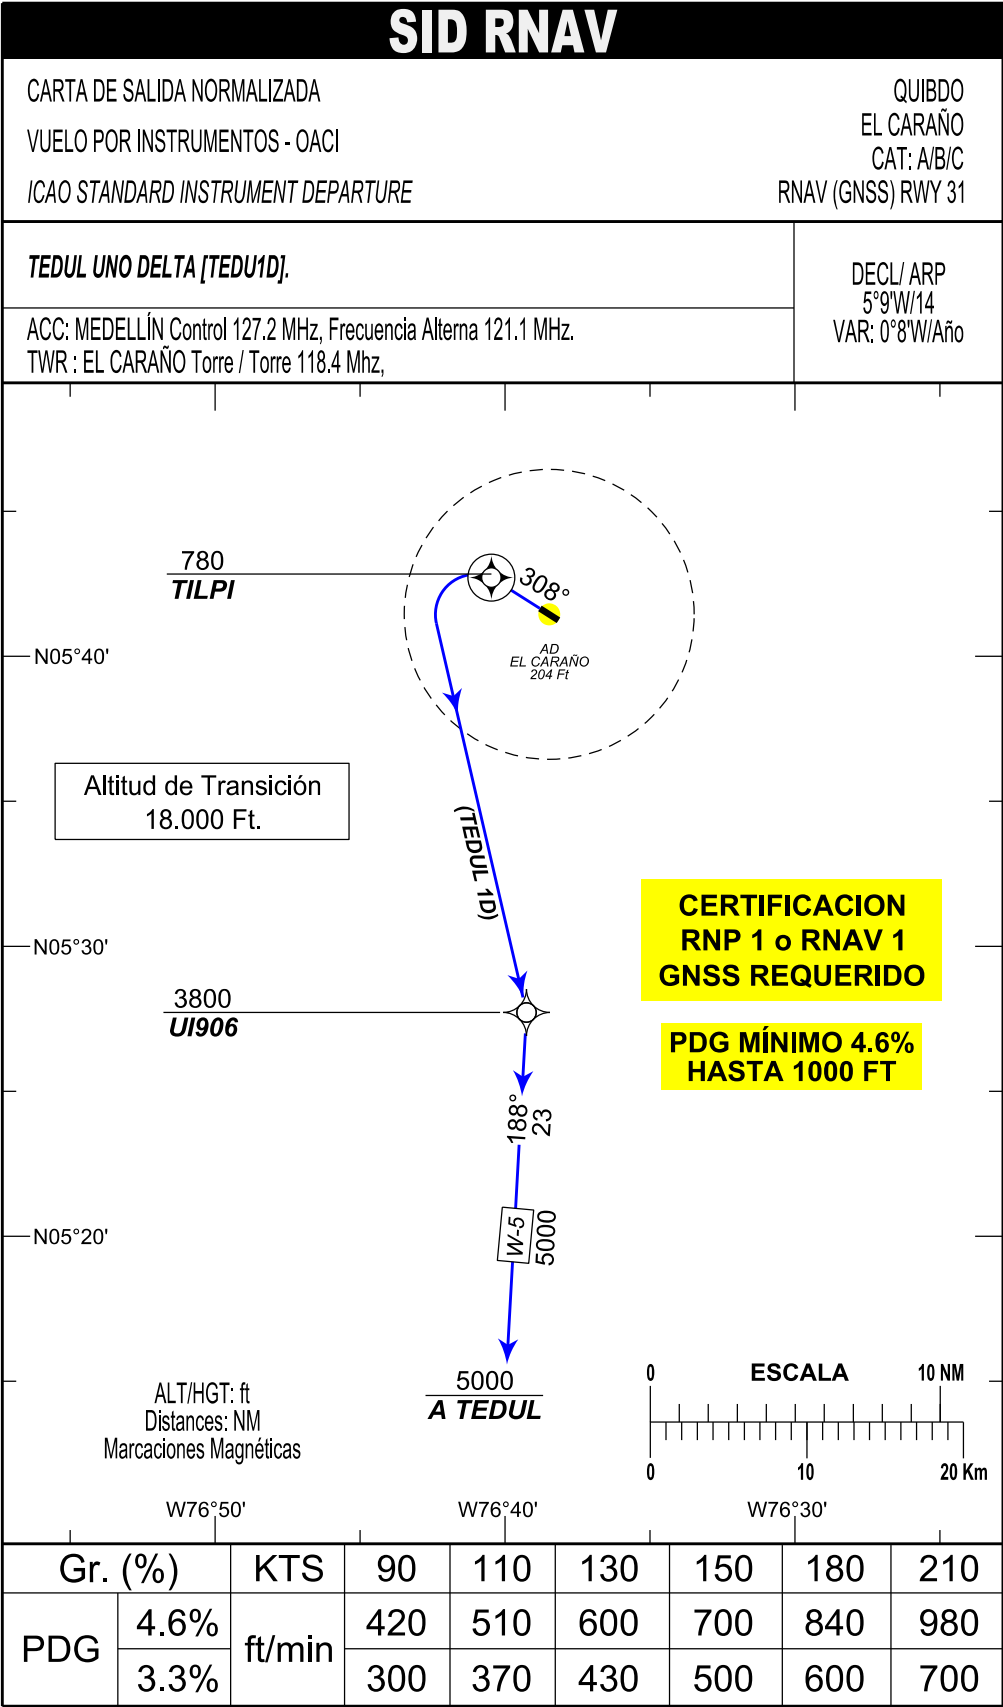 SID RNAV
CARTA DE SALIDA NORMALIZADA
VUELO POR INSTRUMENTOS - OACI
ICAO STANDARD INSTRUMENT DEPARTURE
QUIBDO
EL CARAÑO
CAT: A/B/C
RNAV (GNSS) RWY 31
TEDUL UNO DELTA [TEDU1D].
ACC: MEDELLÍN Control 127.2 MHz, Frecuencia Alterna 121.1 MHz.
TWR : EL CARAÑO Torre / Torre 118.4 Mhz,
DECL/ ARP
5°9'W/14
VAR: 0°8'W/Año
780
TILPI
308°
AD
EL CARAÑO
204 Ft
N05°40'
Altitud de Transición
18.000 Ft.
(TEDUL 1D)
CERTIFICACION
RNP 1 o RNAV 1
GNSS REQUERIDO
N05°30'
3800
UI906
PDG MÍNIMO 4.6%
HASTA 1000 FT
188°
23
N05°20'
W-5
5000
5000
A TEDUL
ALT/HGT: ft
Distances: NM
Marcaciones Magnéticas
0 ESCALA 10 NM
0 10 20 Km
W76°50' W76°40' W76°30'
Gr. (%) KTS 90 110 130 150 180 210
PDG 4.6% ft/min 420 510 600 700 840 980
3.3% 300 370 430 500 600 700